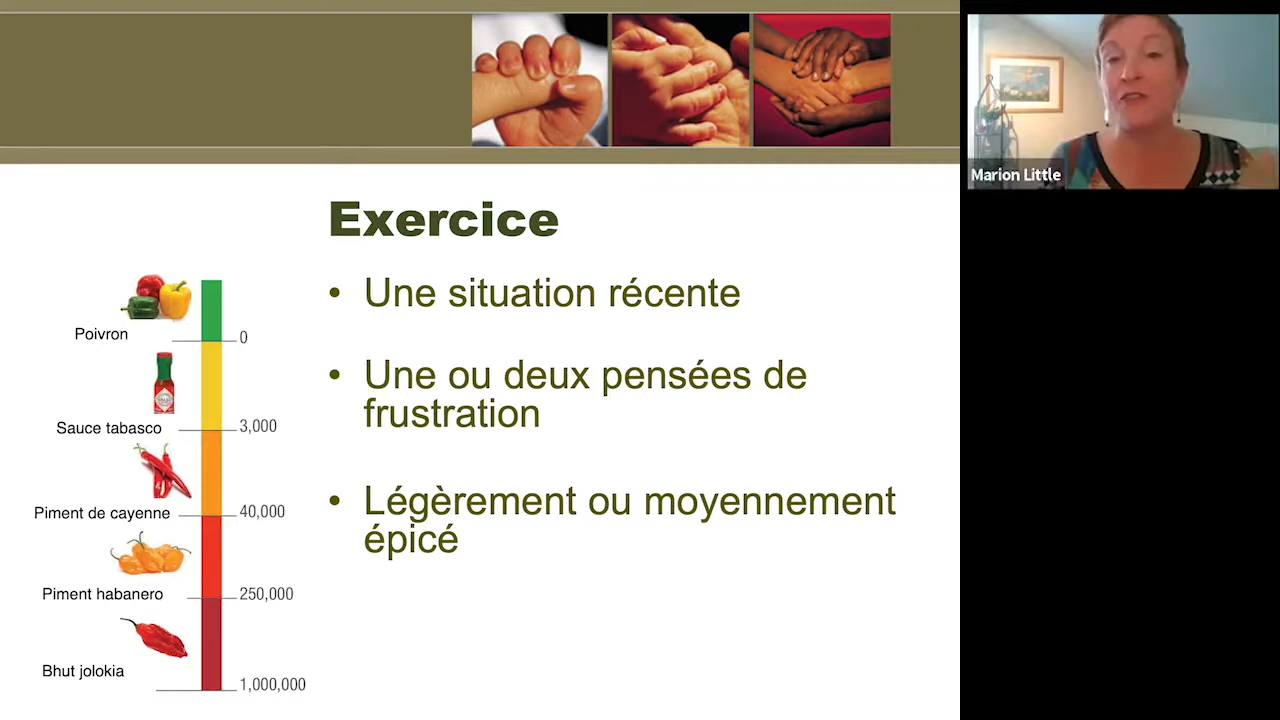 Marion Little
Exercice
• Une situation récente
• Une ou deux pensées de
frustration
• Légèrement ou moyennement
épicé
Poivron
0
Sauce tabasco
3,000
Piment de cayenne
40,000
Piment habanero
250,000
Bhut jolokia
1,000,000